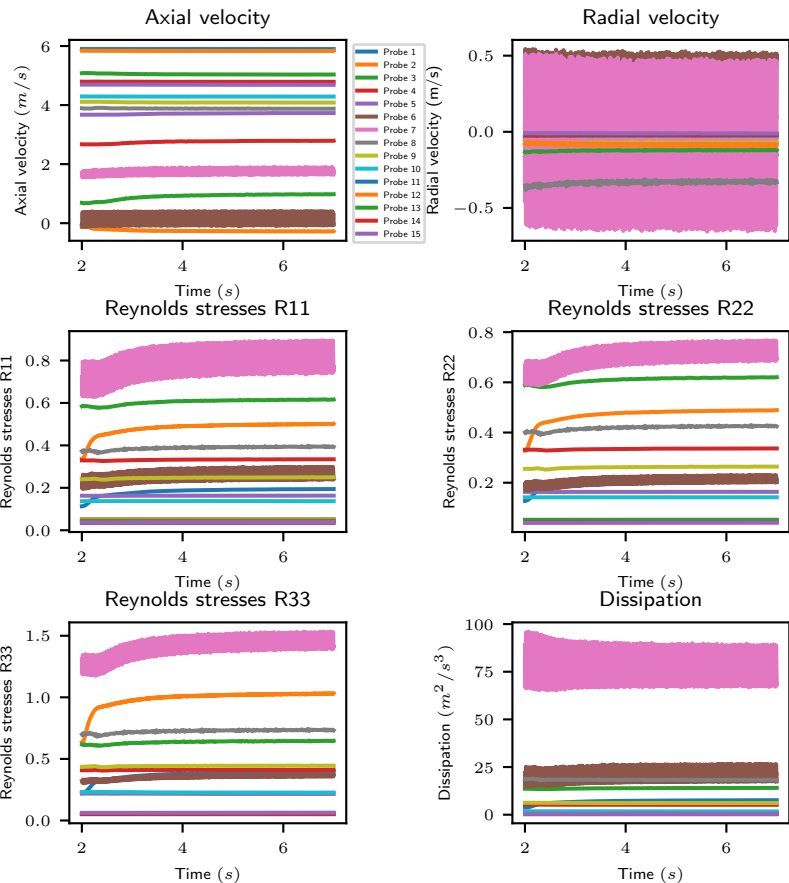 Axial velocity
Axial velocity (m/s)
6
4
2
0
2
4
6
Time (s)
Probe 1
Probe 2
Probe 3
Probe 4
Probe 5
Probe 6
Probe 7
Probe 8
Probe 9
Probe 10
Probe 11
Probe 12
Probe 13
Probe 14
Probe 15
Radial velocity
Radial velocity (m/s)
0.5
0.0
−0.5
2
4
6
Time (s)
Reynolds stresses R11
Reynolds stresses R11
0.8
0.6
0.4
0.2
0.0
2
4
6
Time (s)
Reynolds stresses R22
Reynolds stresses R22
0.8
0.6
0.4
0.2
2
4
6
Time (s)
Reynolds stresses R33
Reynolds stresses R33
1.5
1.0
0.5
0.0
2
4
6
Time (s)
Dissipation
Dissipation (m²/s³)
100
75
50
25
0
2
4
6
Time (s)